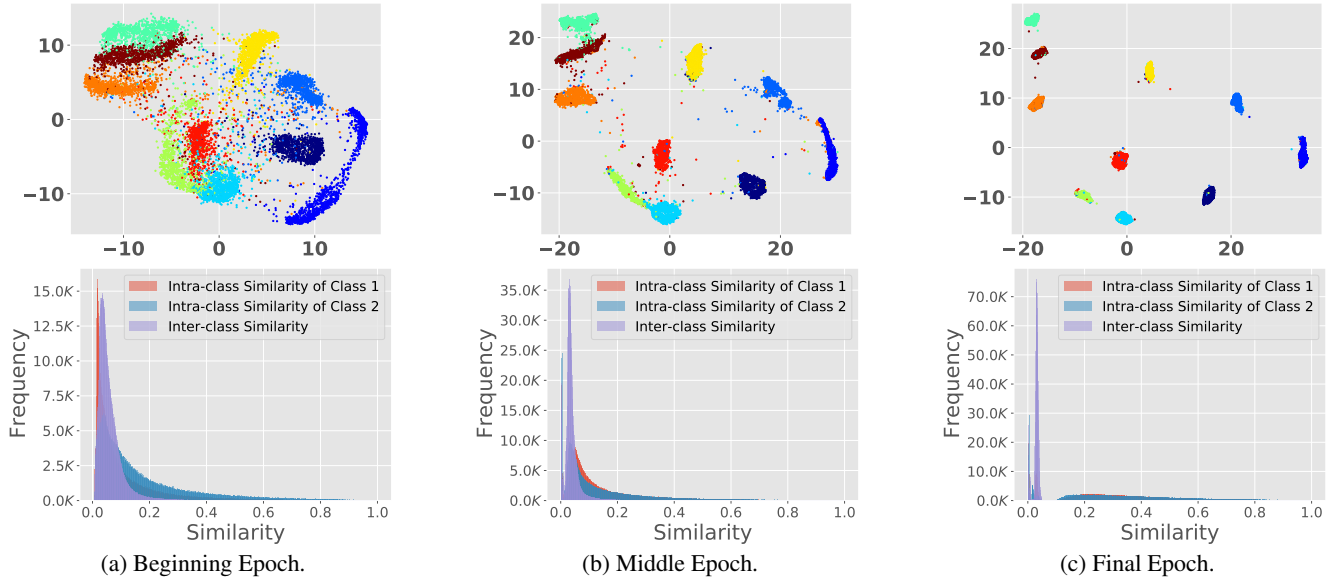 10
0
−10
−10
0
10
20
10
0
−10
−20
0
20
20
10
0
−10
−20
0
20
Frequency
15.0K
12.5K
10.0K
7.5K
5.0K
2.5K
0.0K
Intra-class Similarity of Class 1
Intra-class Similarity of Class 2
Inter-class Similarity
0.0 0.2 0.4 0.6 0.8 1.0
Similarity
Frequency
35.0K
30.0K
25.0K
20.0K
15.0K
10.0K
5.0K
0.0K
Intra-class Similarity of Class 1
Intra-class Similarity of Class 2
Inter-class Similarity
0.0 0.2 0.4 0.6 0.8 1.0
Similarity
Frequency
70.0K
60.0K
50.0K
40.0K
30.0K
20.0K
10.0K
0.0K
Intra-class Similarity of Class 1
Intra-class Similarity of Class 2
Inter-class Similarity
0.0 0.2 0.4 0.6 0.8 1.0
Similarity
(a) Beginning Epoch.
(b) Middle Epoch.
(c) Final Epoch.